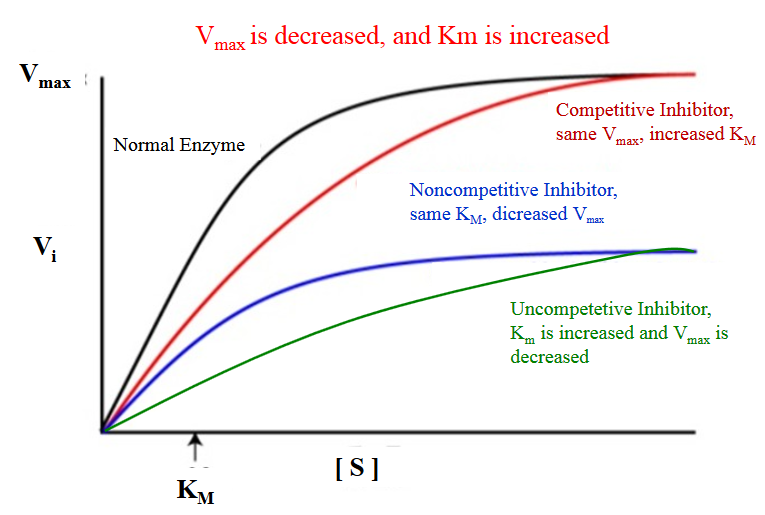 Vmax is decreased, and Km is increased
Vmax
Competitive Inhibitor,
same Vmax, increased KM
Normal Enzyme
Noncompetitive Inhibitor,
same KM, dicreased Vmax
Vi
Uncompetetive Inhibitor,
Km is increased and Vmax is
decreased
[ S ]
KM